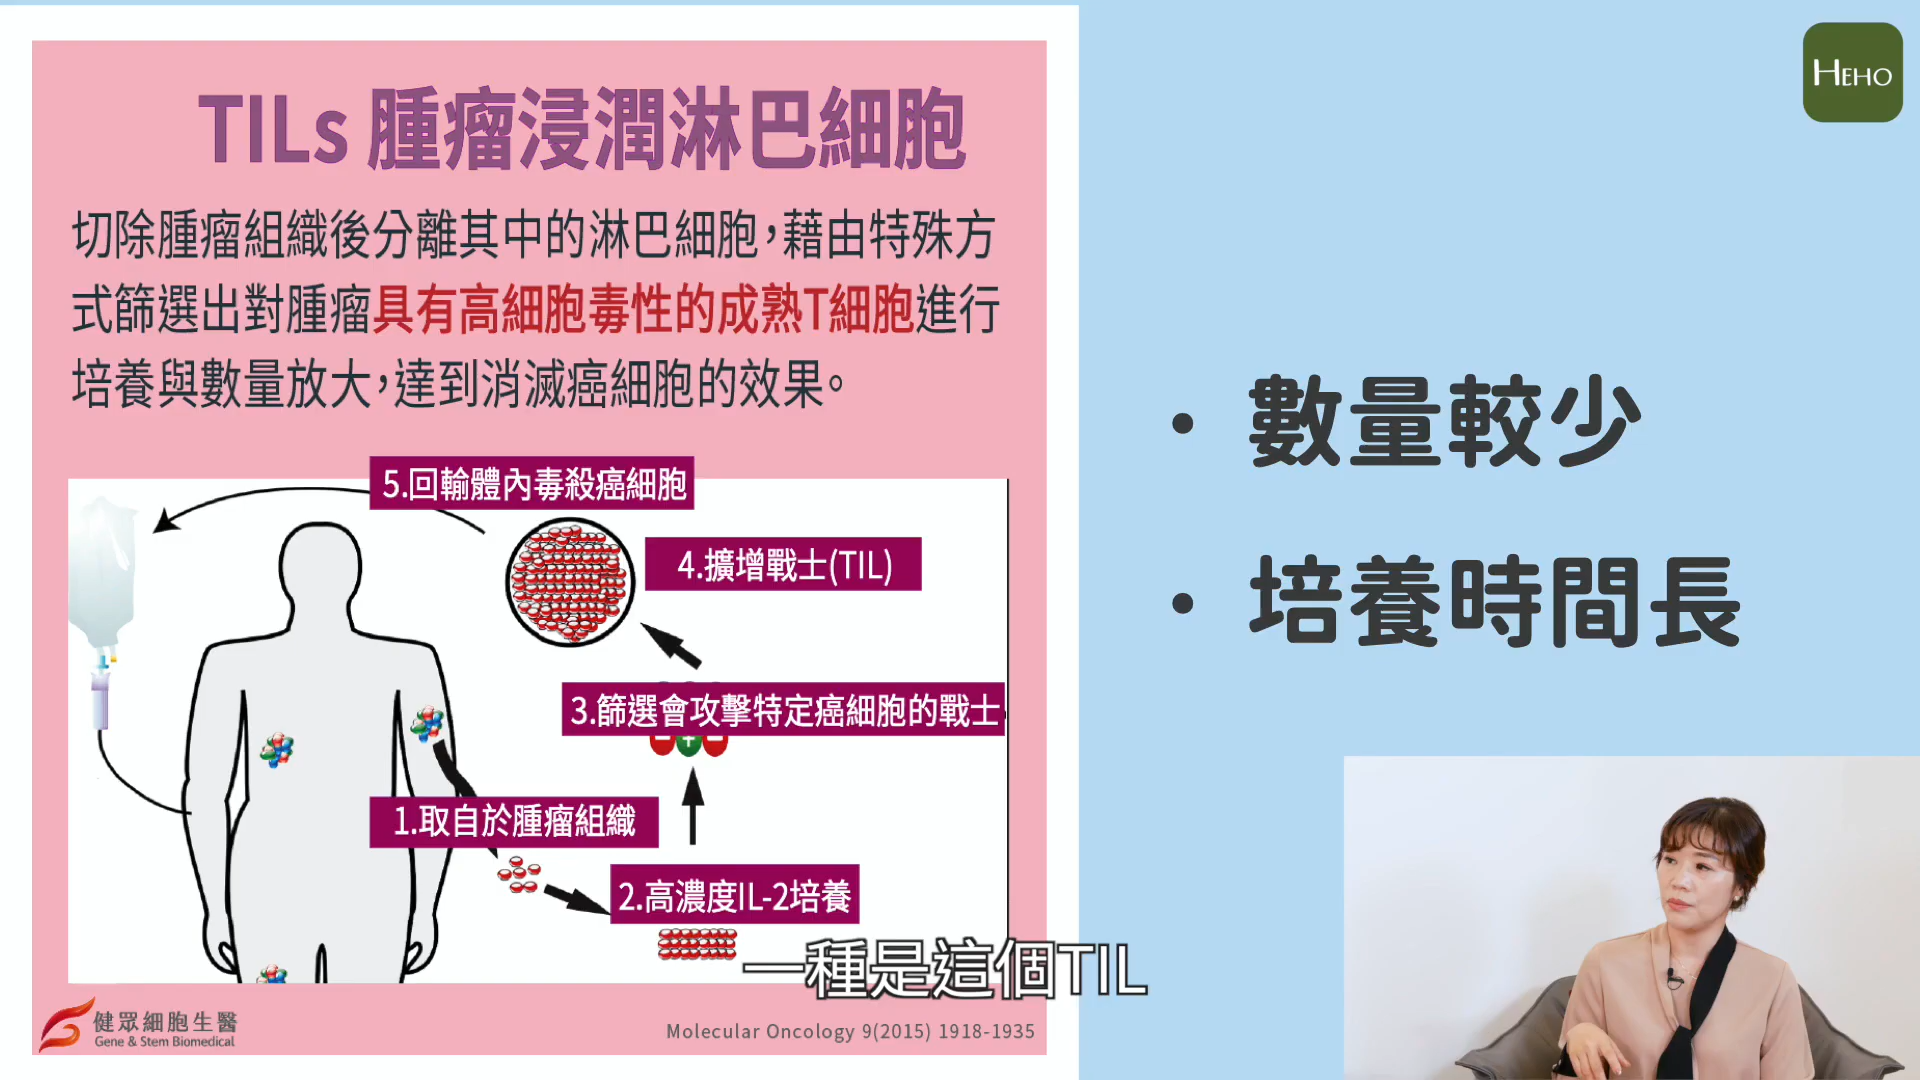 HEHO
TILs 腫瘤浸潤淋巴細胞
切除腫瘤組織後分離其中的淋巴細胞，藉由特殊方
式篩選出對腫瘤具有高細胞毒性的成熟T細胞進行
培養與數量放大，達到消滅癌細胞的效果。
• 數量較少
• 培養時間長
5.回輸體內毒殺癌細胞
4.擴增戰士(TIL)
3.篩選會攻擊特定癌細胞的戰士
1.取自於腫瘤組織
2.高濃度IL-2培養
一種是這個TIL
健眾細胞生醫
Gene & Stem Biomedical
Molecular Oncology 9(2015) 1918-1935